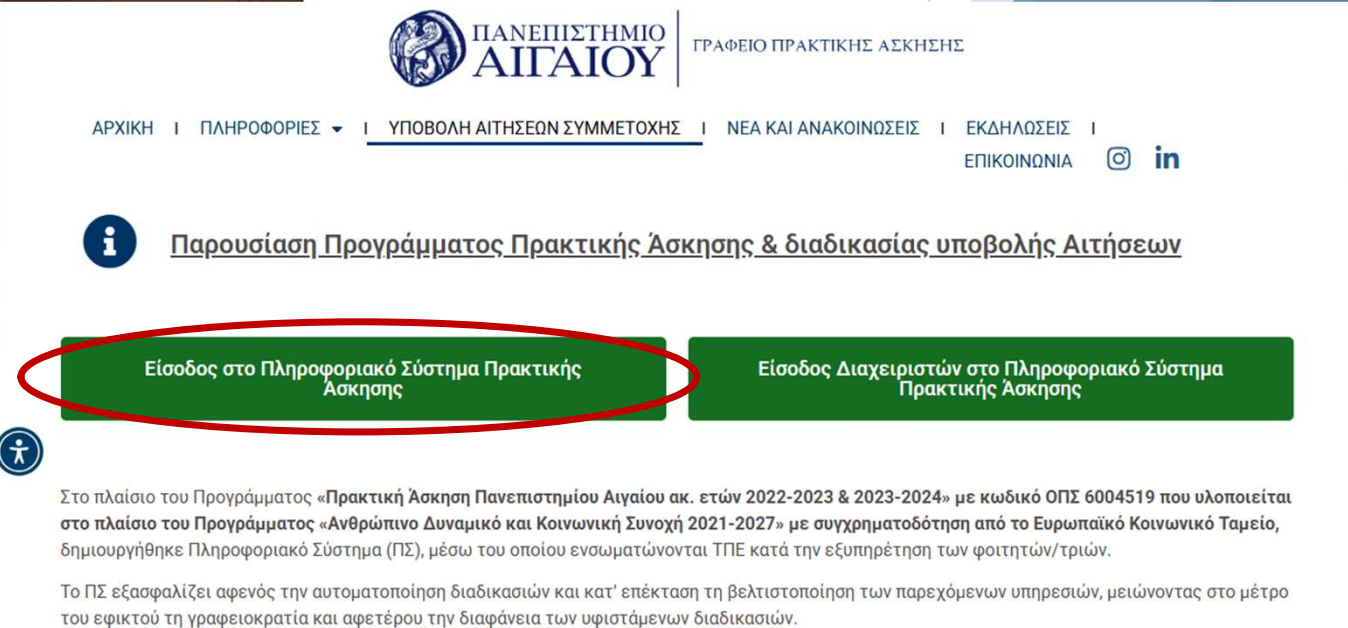 ΠΑΝΕΠΙΣΤΗΜΙΟ
ΑΙΓΑΙΟΥ
ΓΡΑΦΕΙΟ ΠΡΑΚΤΙΚΗΣ ΑΣΚΗΣΗΣ
ΑΡΧΙΚΗ Ι ΠΛΗΡΟΦΟΡΙΕΣ Ι ΥΠΟΒΟΛΗ ΑΙΤΗΣΕΩΝ ΣΥΜΜΕΤΟΧΗΣ Ι ΝΕΑ ΚΑΙ ΑΝΑΚΟΙΝΩΣΕΙΣ Ι ΕΚΔΗΛΩΣΕΙΣ Ι
ΕΠΙΚΟΙΝΩΝΙΑ in
Παρουσίαση Προγράμματος Πρακτικής Άσκησης & διαδικασίας υποβολής Αιτήσεων
Είσοδος στο Πληροφοριακό Σύστημα Πρακτικής
Άσκησης
Είσοδος Διαχειριστών στο Πληροφοριακό Σύστημα
Πρακτικής Άσκησης
Στο πλαίσιο του Προγράμματος «Πρακτική Άσκηση Πανεπιστημίου Αιγαίου ακ. ετών 2022-2023 & 2023-2024» με κωδικό ΟΠΣ 6004519 που υλοποιείται
στο πλαίσιο του Προγράμματος «Ανθρώπινο Δυναμικό και Κοινωνική Συνοχή 2021-2027» με συγχρηματοδότηση από το Ευρωπαϊκό Κοινωνικό Ταμείο,
δημιουργήθηκε Πληροφοριακό Σύστημα (ΠΣ), μέσω του οποίου ενσωματώνονται ΤΠΕ κατά την εξυπηρέτηση των φοιτητών/τριών.
Το ΠΣ εξασφαλίζει αφενός την αυτοματοποίηση διαδικασιών και κατ' επέκταση τη βελτιστοποίηση των παρεχόμενων υπηρεσιών, μειώνοντας στο μέτρο
του εφικτού τη γραφειοκρατία και αφετέρου την διαφάνεια των υφιστάμενων διαδικασιών.